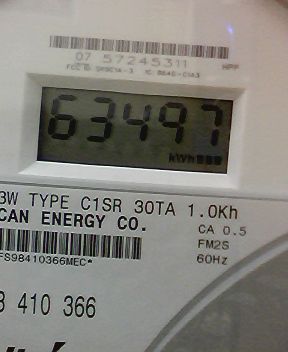 07 57245311
63497
kWh
3W TYPE C1SR 30TA 1.0Kh
CAN ENERGY CO.
CA 0.5
FM2S
60Hz
FS98410366MEC*
3 410 366